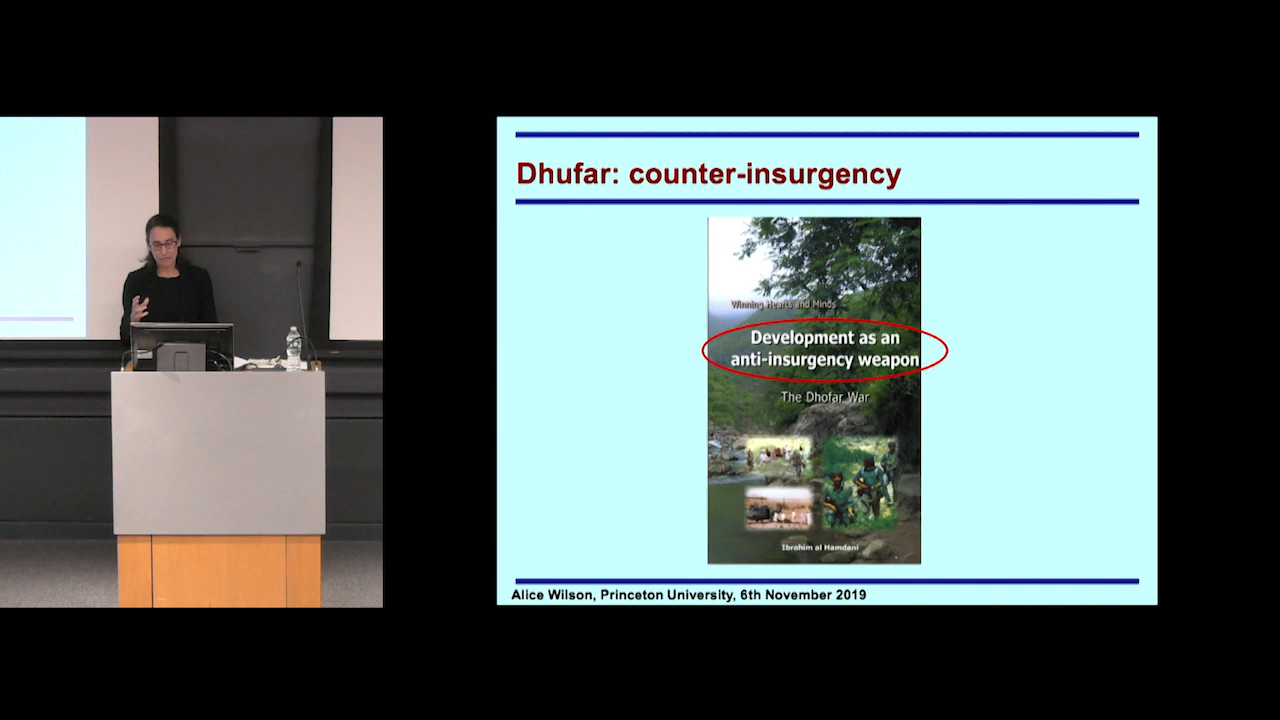 Dhufar: counter-insurgency
Winning Hearts and Minds
Development as an
anti-insurgency weapon
The Dhofar War
Ibrahim al Hamdani
Alice Wilson, Princeton University, 6th November 2019